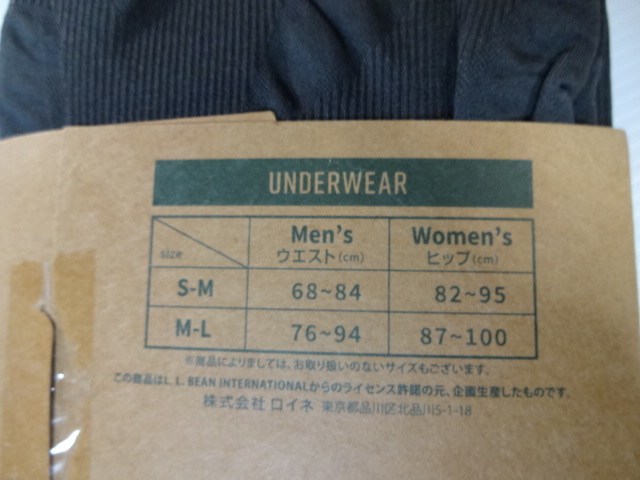 UNDERWEAR
size
Men's
ウエスト(cm)
Women's
ヒップ(cm)
S-M 68~84 82~95
M-L 76~94 87~100
※商品によりましては、お取り扱いのないサイズもございます。
この商品はL. L. BEAN INTERNATIONALからのライセンス許諾の元、企画生産したものです。
株式会社 ロイネ 東京都品川区北品川5-1-18